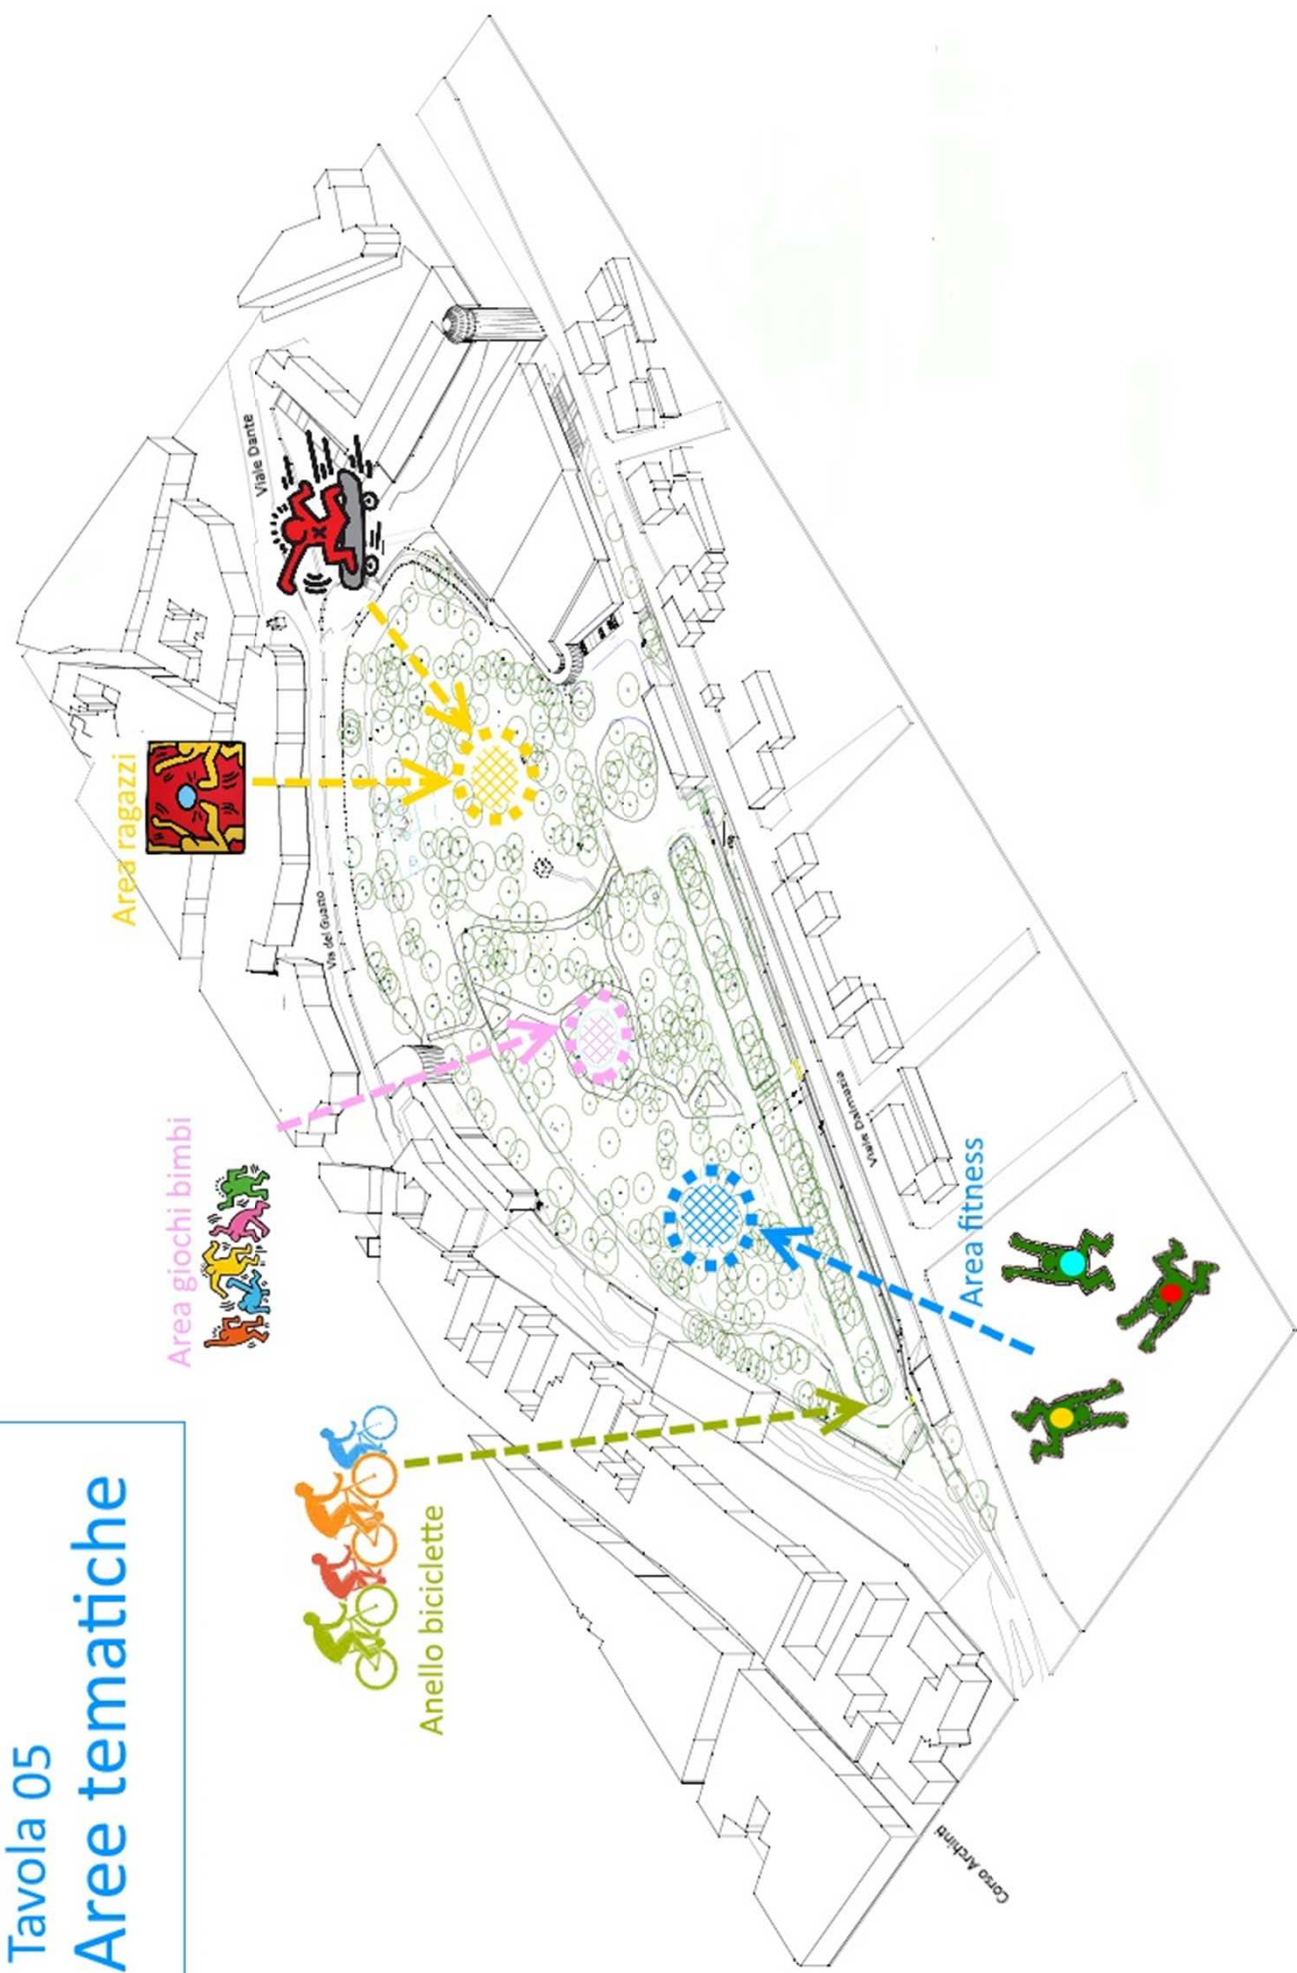 Tavola 05
Aree tematiche
Anello biciclette
Area giochi bimbi
Area ragazzi
Viale Dante
Via del Guasto
Viale Dalmazia
Area fitness
Corso Archinti